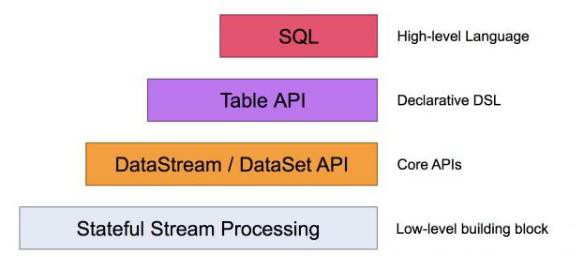 SQL High-level Language
Table API Declarative DSL
DataStream / DataSet API Core APIs
Stateful Stream Processing Low-level building block